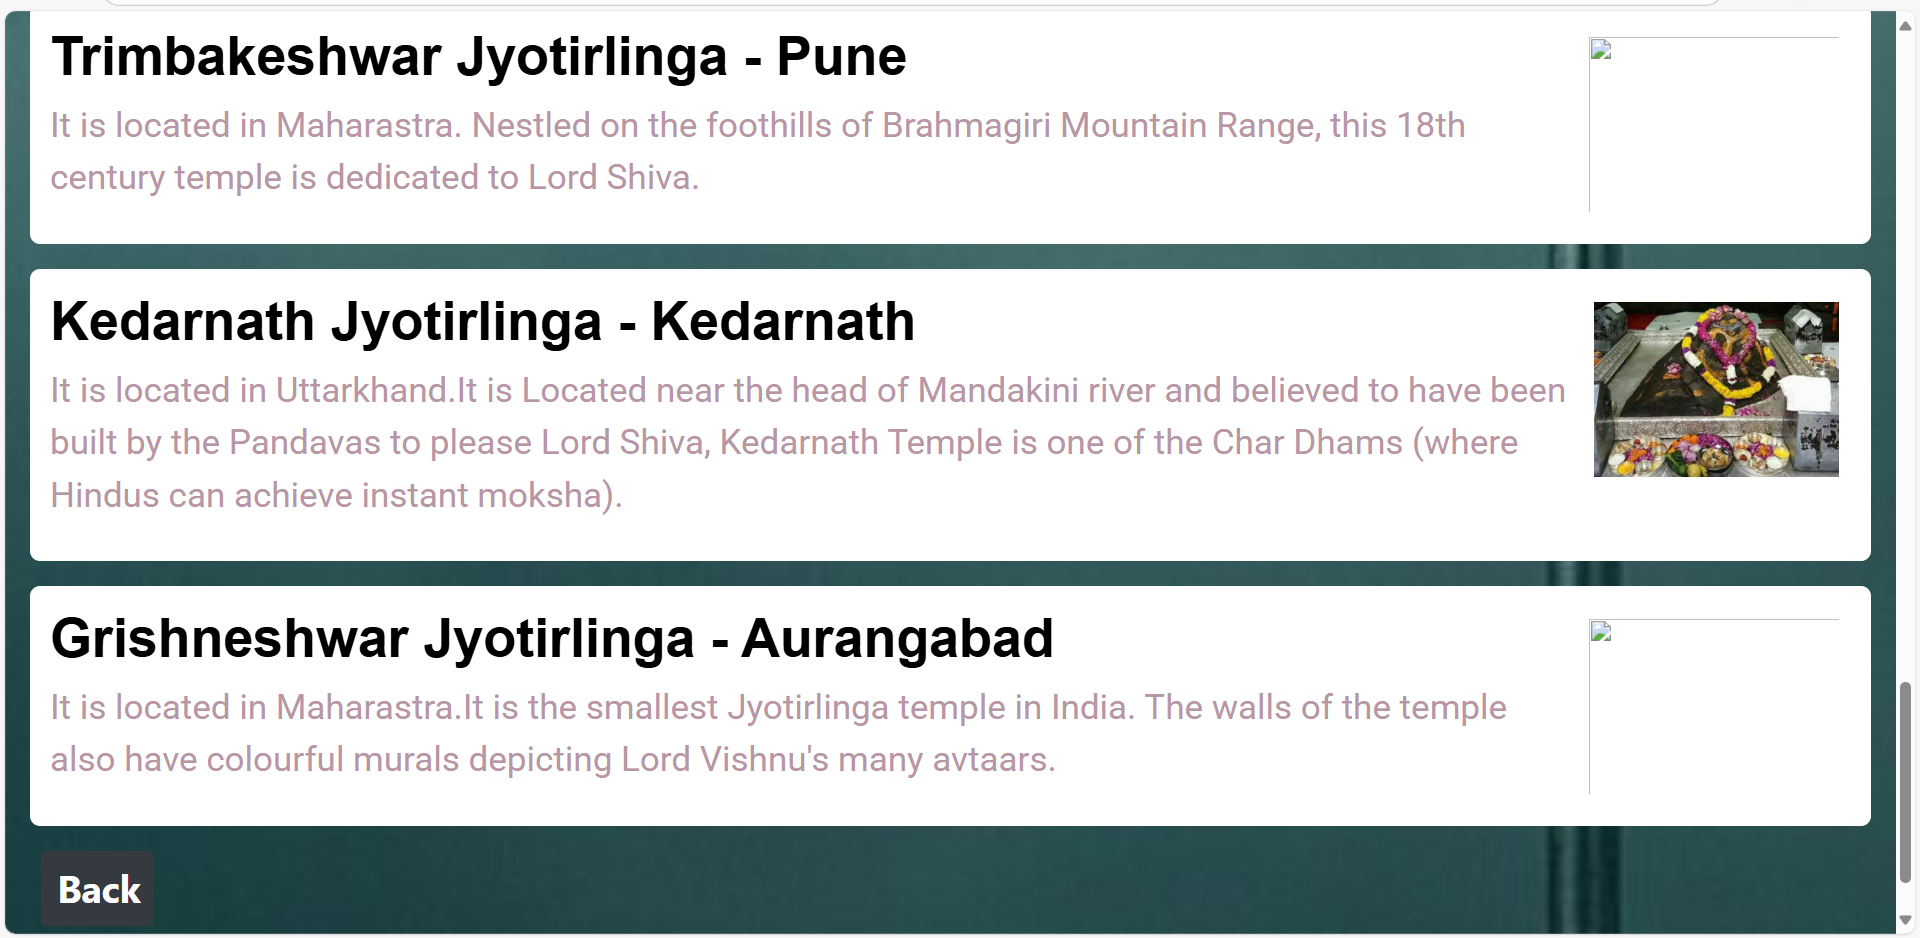 Trimbakeshwar Jyotirlinga - Pune
It is located in Maharastra. Nestled on the foothills of Brahmagiri Mountain Range, this 18th
century temple is dedicated to Lord Shiva.
Kedarnath Jyotirlinga - Kedarnath
It is located in Uttarkhand.It is Located near the head of Mandakini river and believed to have been
built by the Pandavas to please Lord Shiva, Kedarnath Temple is one of the Char Dhams (where
Hindus can achieve instant moksha).
Grishneshwar Jyotirlinga - Aurangabad
It is located in Maharastra.It is the smallest Jyotirlinga temple in India. The walls of the temple
also have colourful murals depicting Lord Vishnu's many avtaars.
Back